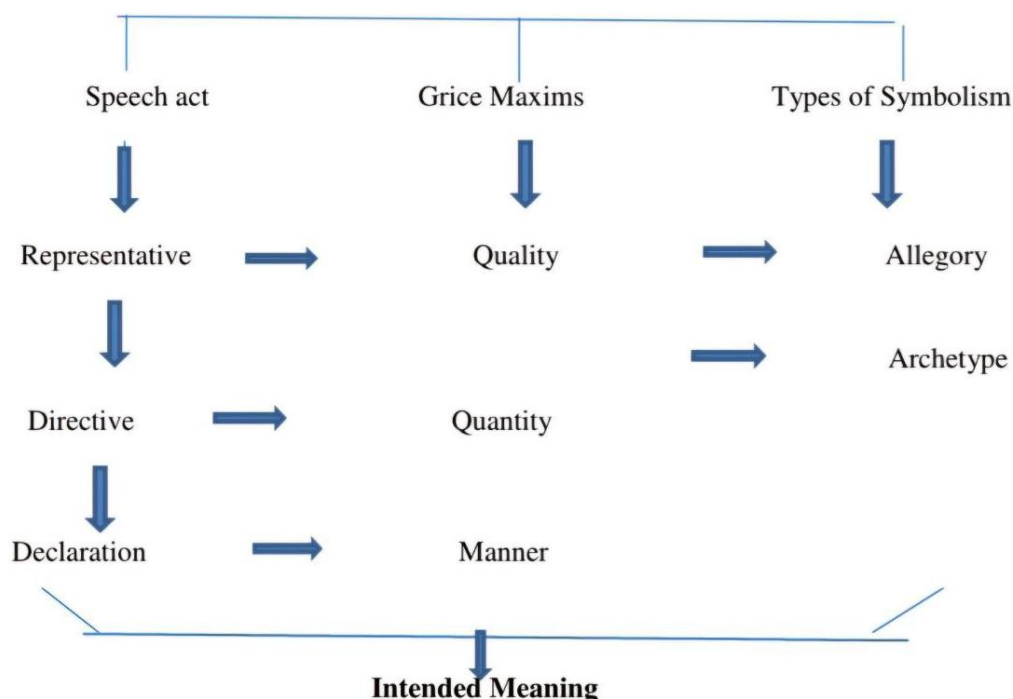 Speech act Grice Maxims Types of Symbolism
Representative Quality Allegory
Archetype
Directive Quantity
Declaration Manner
Intended Meaning